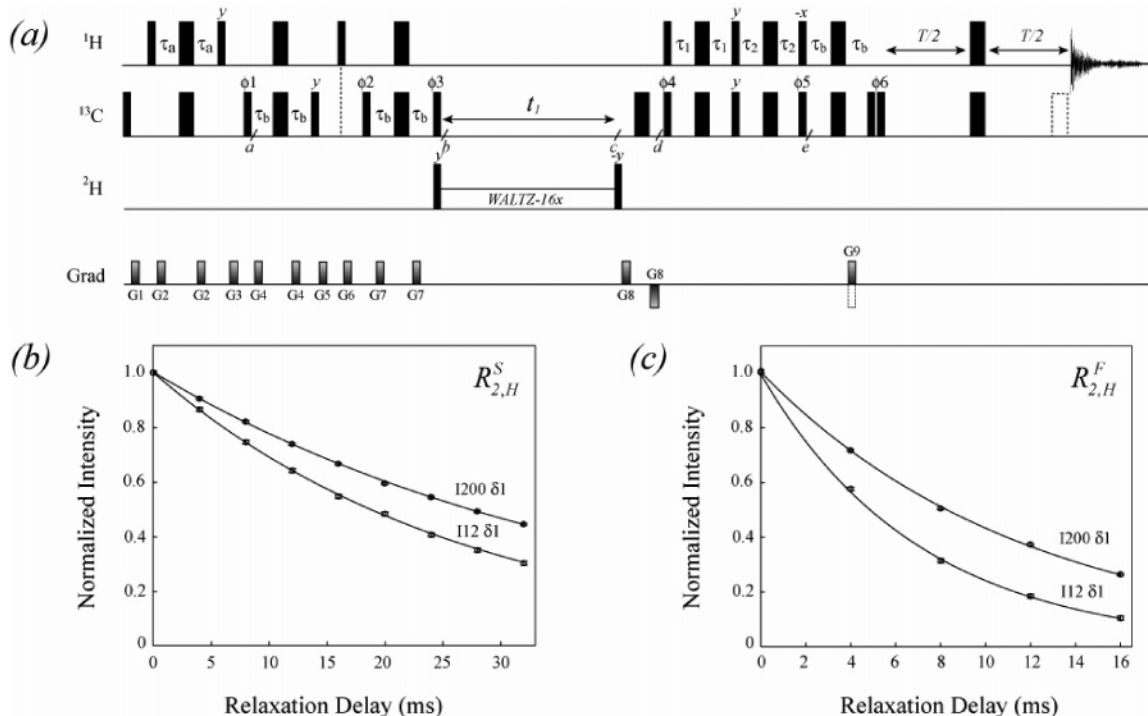 (a)
y y -x
¹H τa τa τ1 τ1 τ2 τ2 τb τb T/2 T/2
ϕ1 y ϕ2 ϕ3 ϕ4 y ϕ5 ϕ6
¹³C τb τb τb τb t1
a b c d e
y -y
²H WALTZ-16x
G9
Grad
G1 G2 G2 G3 G4 G4 G5 G6 G7 G7 G8 G8
(b)
R S 2,H
1.0
0.8
0.6
0.4
0.2
0
Normalized Intensity
I200 δ1
I12 δ1
0 5 10 15 20 25 30
Relaxation Delay (ms)
(c)
R F 2,H
1.0
0.8
0.6
0.4
0.2
0
Normalized Intensity
I200 δ1
I12 δ1
0 2 4 6 8 10 12 14 16
Relaxation Delay (ms)